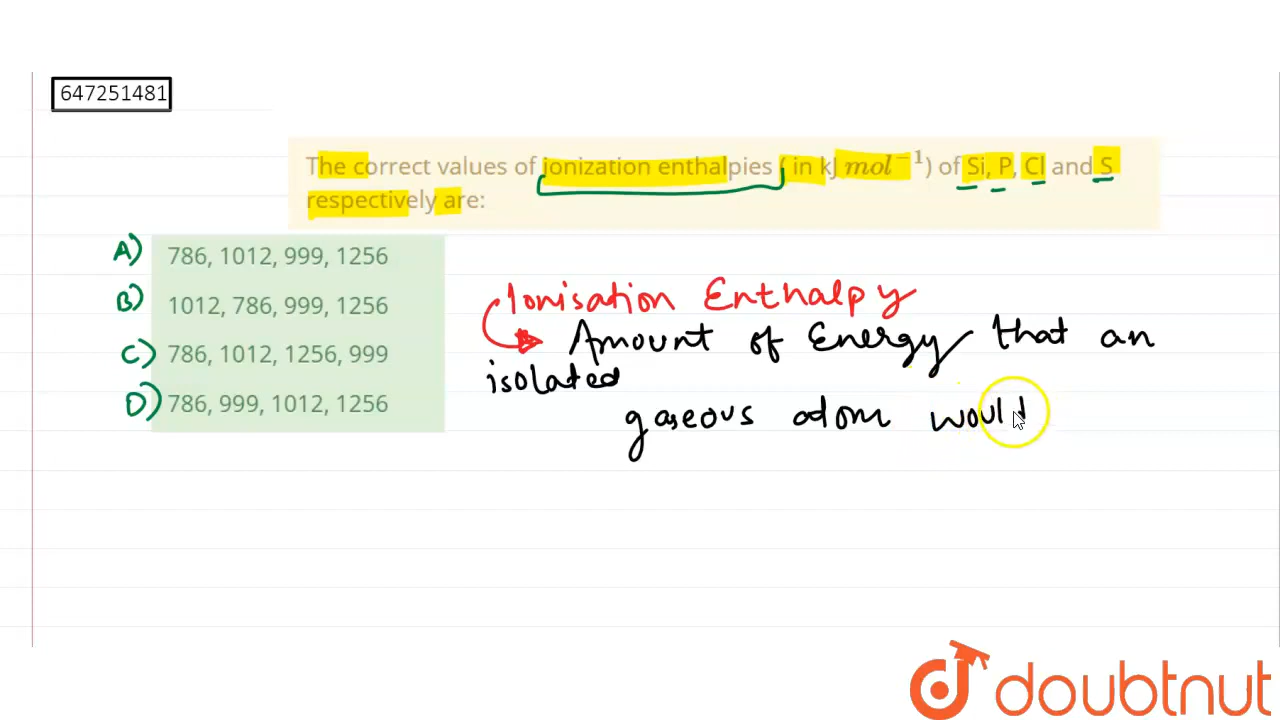 647251481
The correct values of ionization enthalpies ( in kJ mol⁻¹) of Si, P, Cl and S
respectively are:
A) 786, 1012, 999, 1256
B) 1012, 786, 999, 1256
C) 786, 1012, 1256, 999
D) 786, 999, 1012, 1256
Ionisation Enthalpy
Amount of Energy that an
isolated
gaseous atom would
doubtnut